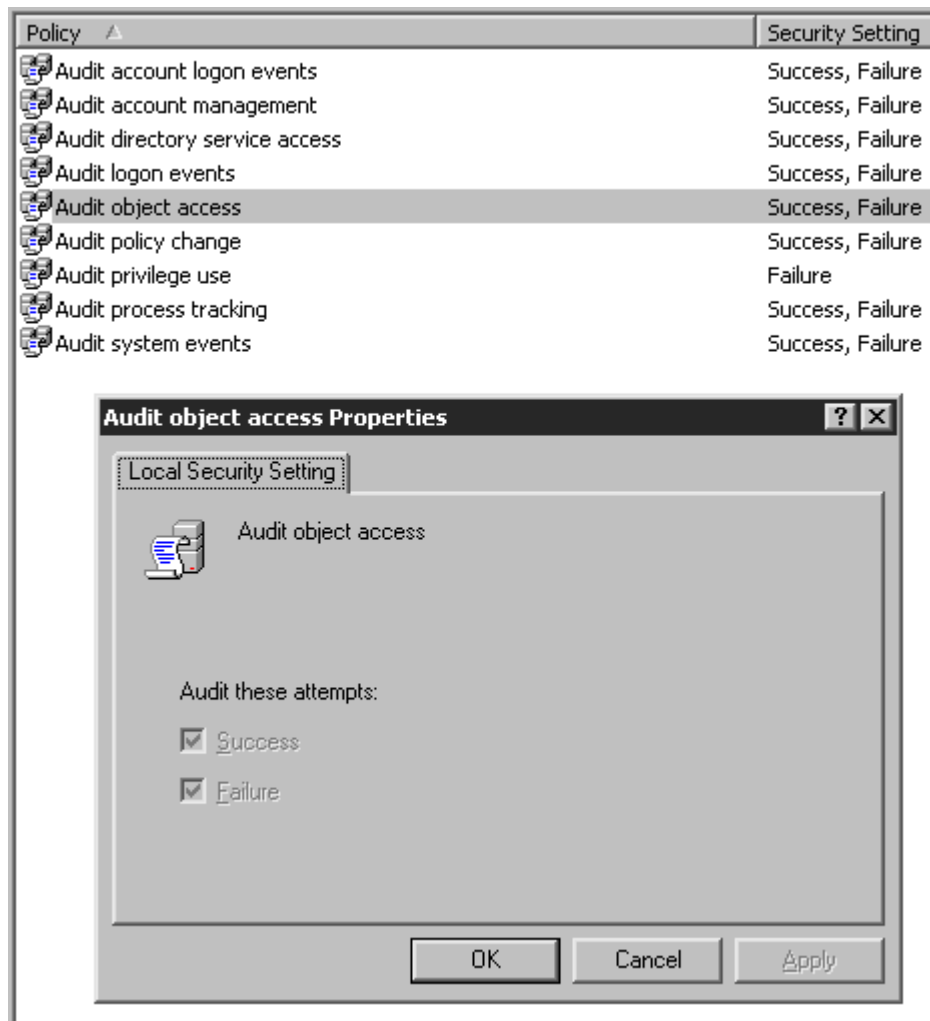 Policy Security Setting
Audit account logon events Success, Failure
Audit account management Success, Failure
Audit directory service access Success, Failure
Audit logon events Success, Failure
Audit object access Success, Failure
Audit policy change Success, Failure
Audit privilege use Failure
Audit process tracking Success, Failure
Audit system events Success, Failure
Audit object access Properties
Local Security Setting
Audit object access
Audit these attempts:
Success
Failure
OK Cancel Apply